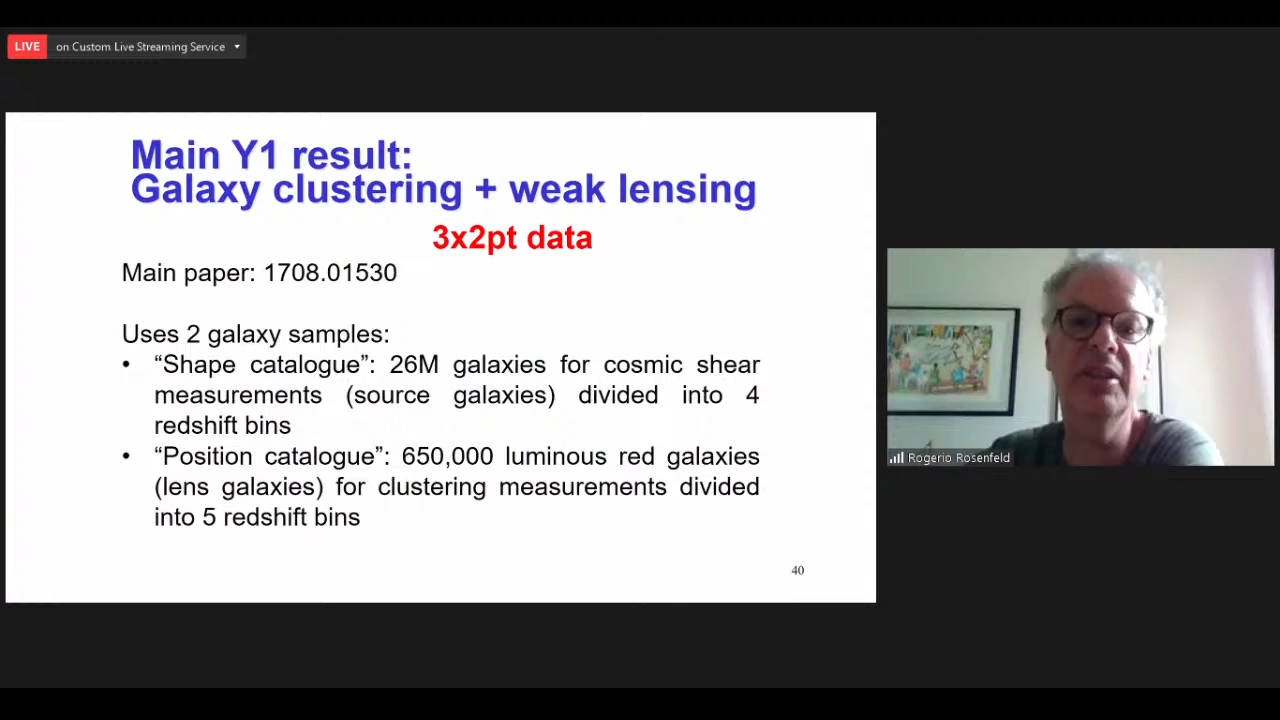 LIVE on Custom Live Streaming Service
Main Y1 result:
Galaxy clustering + weak lensing
3x2pt data
Main paper: 1708.01530
Uses 2 galaxy samples:
• “Shape catalogue”: 26M galaxies for cosmic shear
measurements (source galaxies) divided into 4
redshift bins
• “Position catalogue”: 650,000 luminous red galaxies
(lens galaxies) for clustering measurements divided
into 5 redshift bins
40
Rogerio Rosenfeld